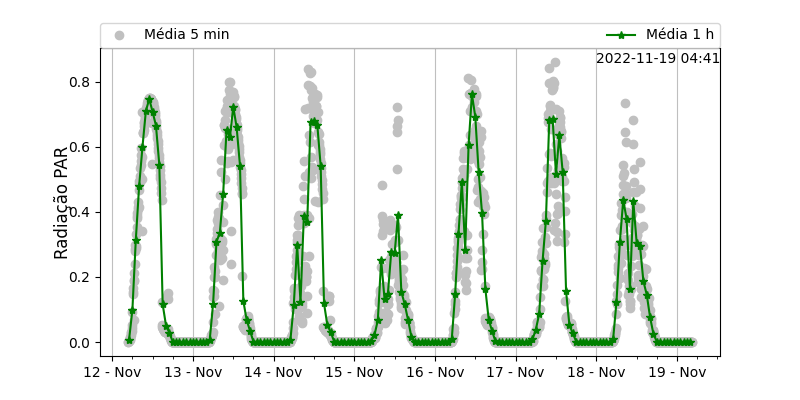 Média 5 min
Média 1 h
2022-11-19 04:41
Radiação PAR
0.8
0.6
0.4
0.2
0.0
12 - Nov
13 - Nov
14 - Nov
15 - Nov
16 - Nov
17 - Nov
18 - Nov
19 - Nov